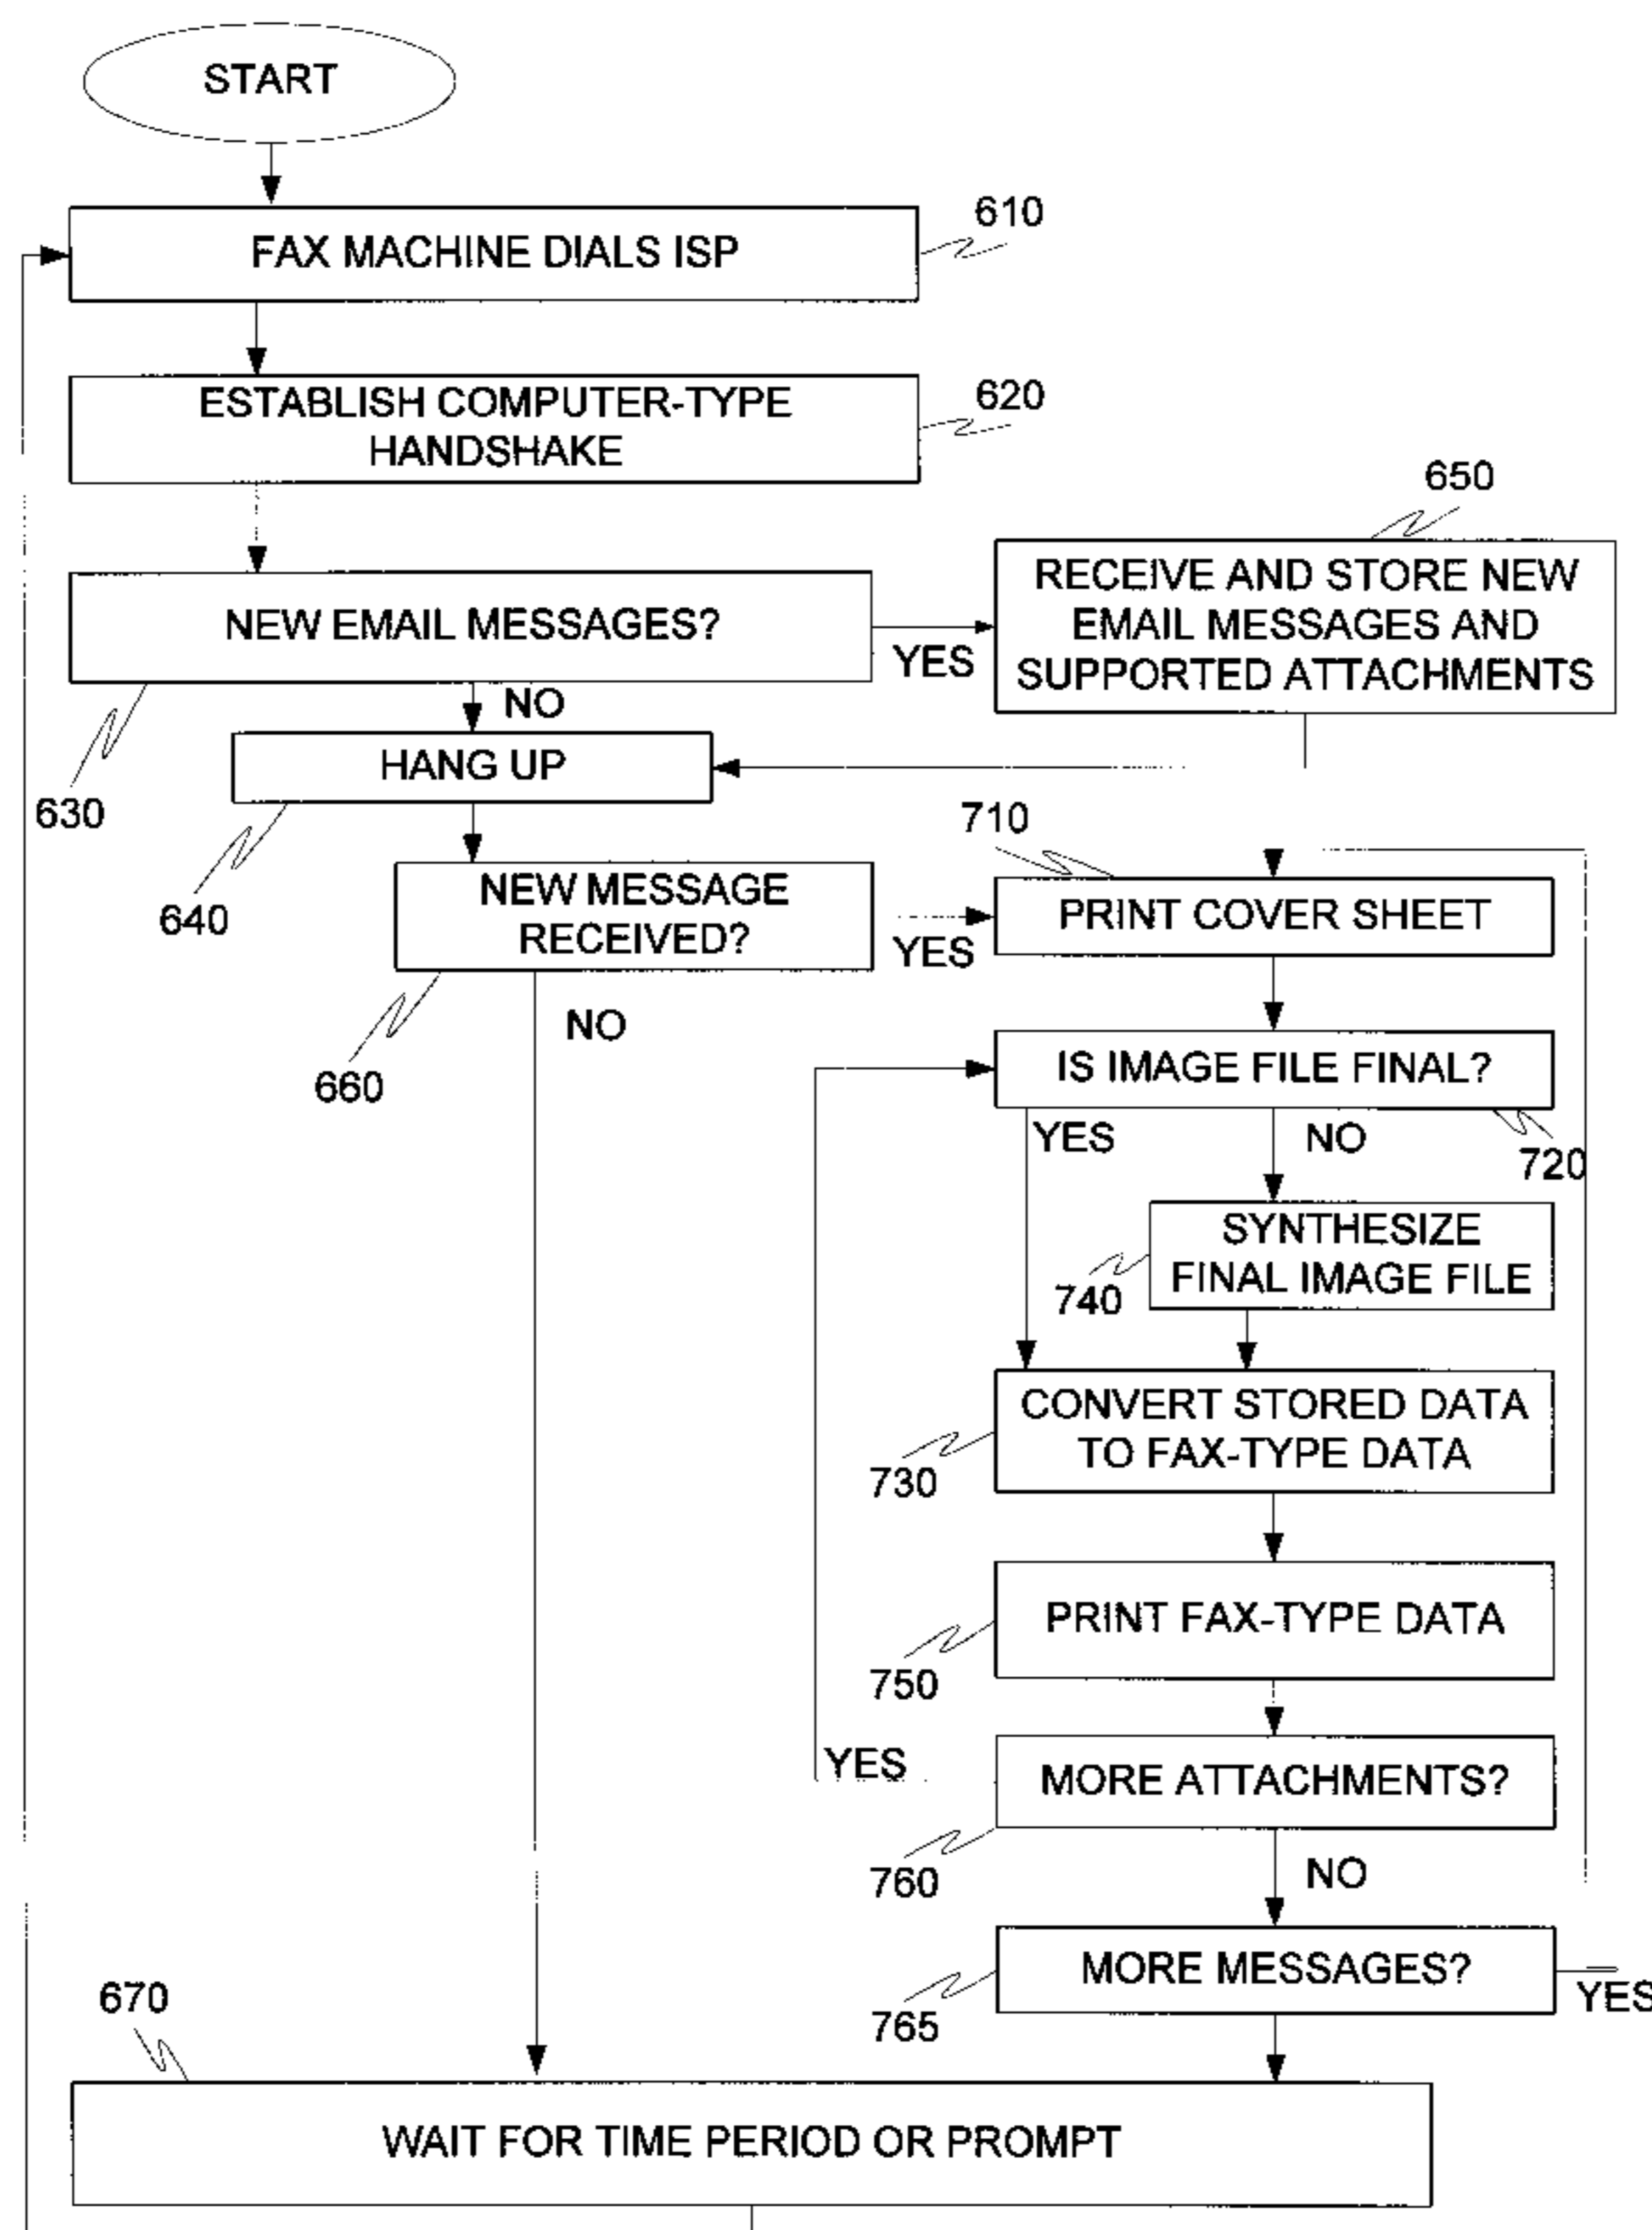 START
610
FAX MACHINE DIALS ISP
620
ESTABLISH COMPUTER-TYPE
HANDSHAKE
650
RECEIVE AND STORE NEW
EMAIL MESSAGES AND
SUPPORTED ATTACHMENTS
NEW EMAIL MESSAGES?
YES
NO
630
HANG UP
640
710
NEW MESSAGE
RECEIVED?
YES
PRINT COVER SHEET
NO
660
IS IMAGE FILE FINAL?
YES
NO
720
SYNTHESIZE
FINAL IMAGE FILE
740
CONVERT STORED DATA
TO FAX-TYPE DATA
730
PRINT FAX-TYPE DATA
750
YES
MORE ATTACHMENTS?
760
NO
MORE MESSAGES?
YES
765
670
WAIT FOR TIME PERIOD OR PROMPT